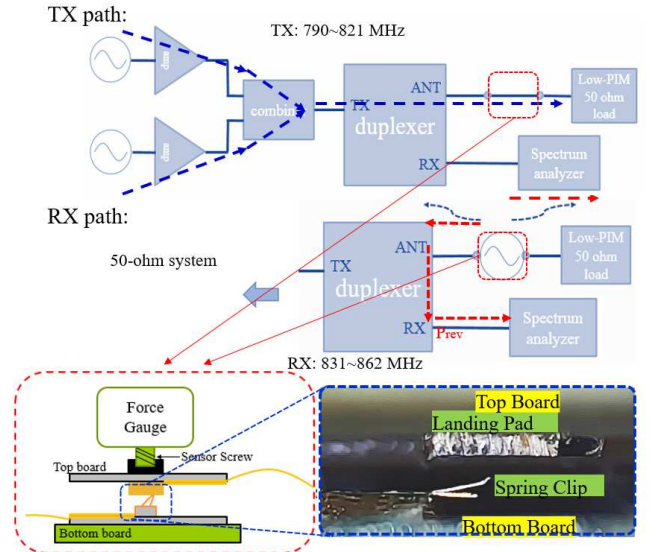 TX path:
TX: 790~821 MHz
combin
TX
ANT
duplexer
RX
Low-PIM
50 ohm
load
Spectrum
analyzer
RX path:
50-ohm system
TX
ANT
duplexer
RX
Prev
Low-PIM
50 ohm
load
Spectrum
analyzer
RX: 831~862 MHz
Force
Gauge
Sensor Screw
Top board
Bottom board
Top Board
Landing Pad
Spring Clip
Bottom Board